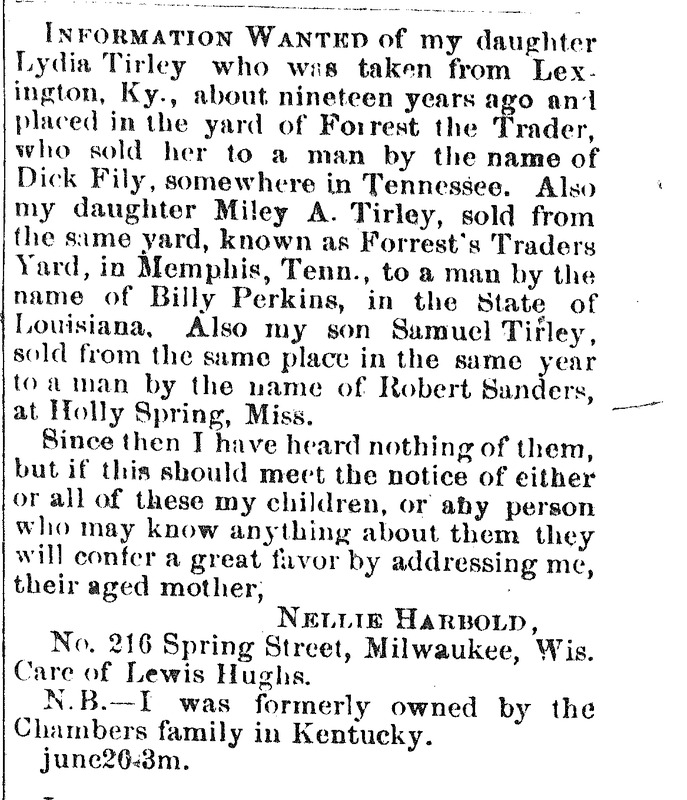 INFORMATION WANTED of my daughter
Lydia Tirley who was taken from Lex-
ington, Ky., about nineteen years ago and
placed in the yard of Forrest the Trader,
who sold her to a man by the name of
Dick Fily, somewhere in Tennessee. Also
my daughter Miley A. Tirley, sold from
the same yard, known as Forrest's Traders
Yard, in Memphis, Tenn., to a man by the
name of Billy Perkins, in the State of
Louisiana. Also my son Samuel Tirley,
sold from the same place in the same year
to a man by the name of Robert Sanders,
at Holly Spring, Miss.
Since then I have heard nothing of them,
but if this should meet the notice of either
or all of these my children, or any person
who may know anything about them they
will confer a great favor by addressing me,
their aged mother,
NELLIE HARBOLD,
No. 216 Spring Street, Milwaukee, Wis.
Care of Lewis Hughs.
N.B.—I was formerly owned by the
Chambers family in Kentucky.
june26-3m.